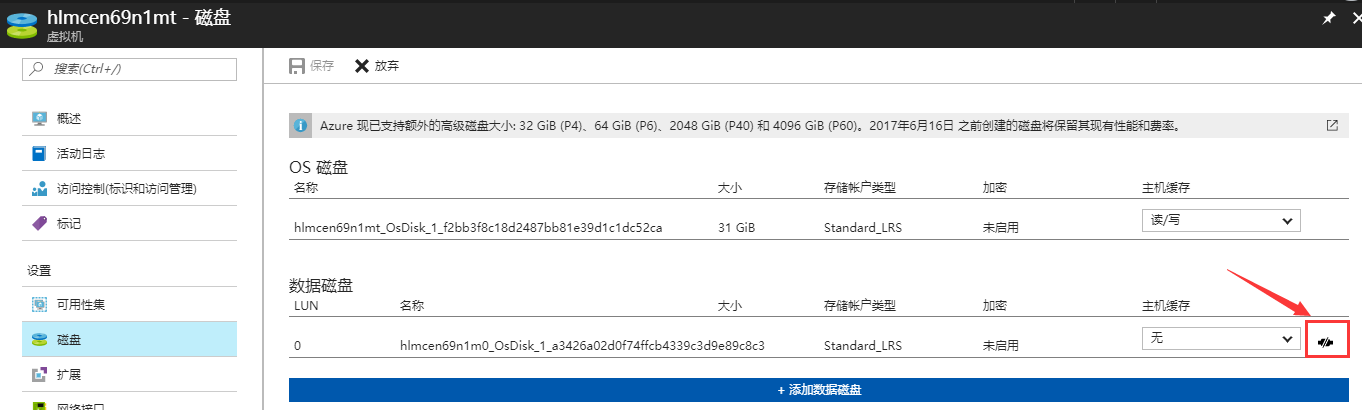 hlmcen69n1mt - 磁盘
虚拟机
搜索(Ctrl+/)
概述
活动日志
访问控制(标识和访问管理)
标记
设置
可用性集
磁盘
扩展
网络接口
保存 放弃
Azure 现已支持额外的高级磁盘大小: 32 GiB (P4)、64 GiB (P6)、2048 GiB (P40) 和 4096 GiB (P60)。2017年6月16日 之前创建的磁盘将保留其现有性能和费率。
OS 磁盘
名称 大小 存储帐户类型 加密 主机缓存
hlmcen69n1mt_OsDisk_1_f2bb3f8c18d2487bb81e39d1c1dc52ca 31 GiB Standard_LRS 未启用 读/写
数据磁盘
LUN 名称 大小 存储帐户类型 加密 主机缓存
0 hlmcen69n1m0_OsDisk_1_a3426a02d0f74ffcb4339c3d9e89c8c3 Standard_LRS 未启用 无
+ 添加数据磁盘